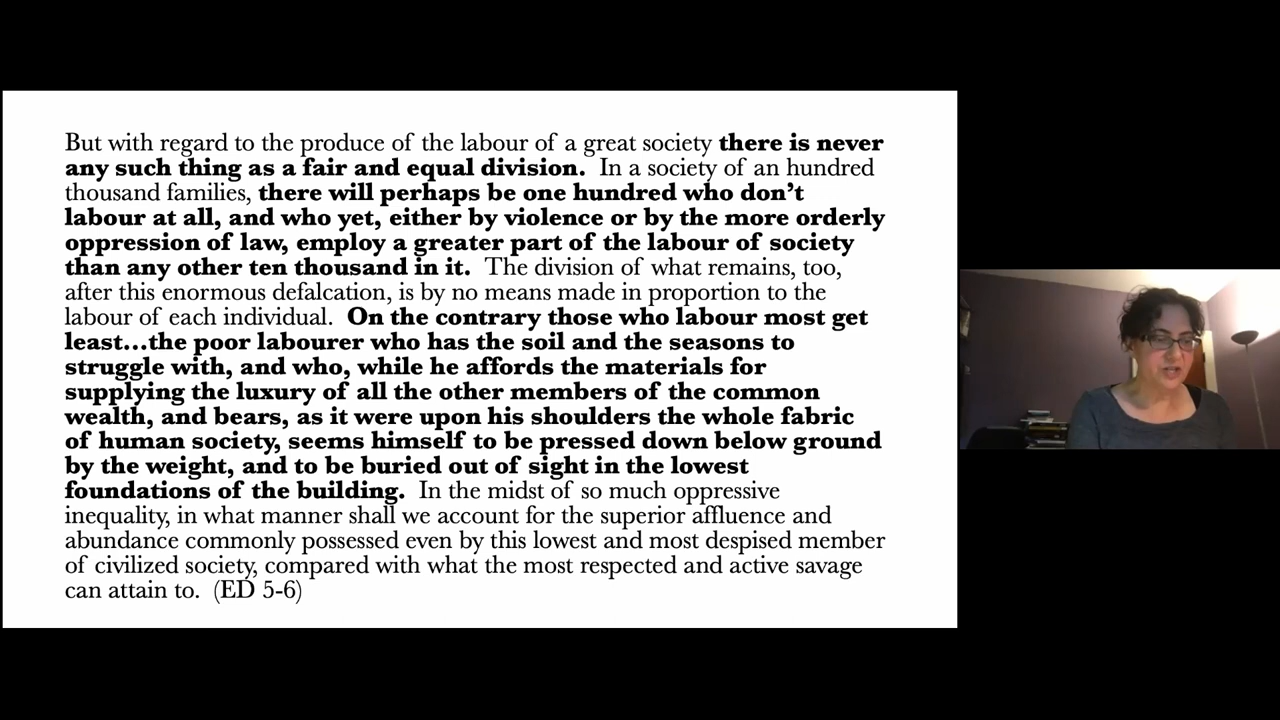 But with regard to the produce of the labour of a great society there is never
any such thing as a fair and equal division. In a society of an hundred
thousand families, there will perhaps be one hundred who don’t
labour at all, and who yet, either by violence or by the more orderly
oppression of law, employ a greater part of the labour of society
than any other ten thousand in it. The division of what remains, too,
after this enormous defalcation, is by no means made in proportion to the
labour of each individual. On the contrary those who labour most get
least...the poor labourer who has the soil and the seasons to
struggle with, and who, while he affords the materials for
supplying the luxury of all the other members of the common
wealth, and bears, as it were upon his shoulders the whole fabric
of human society, seems himself to be pressed down below ground
by the weight, and to be buried out of sight in the lowest
foundations of the building. In the midst of so much oppressive
inequality, in what manner shall we account for the superior affluence and
abundance commonly possessed even by this lowest and most despised member
of civilized society, compared with what the most respected and active savage
can attain to. (ED 5-6)